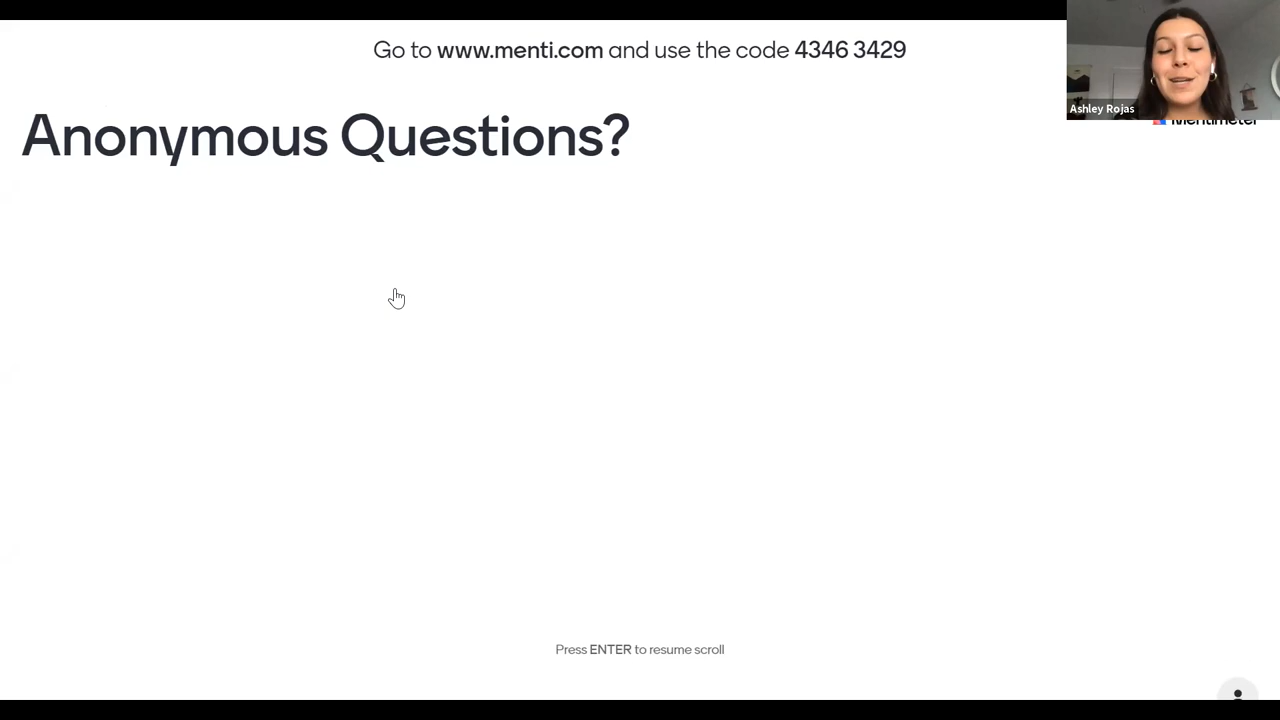 Go to www.menti.com and use the code 4346 3429
Ashley Rojas
Mentimeter
Anonymous Questions?
Press ENTER to resume scroll